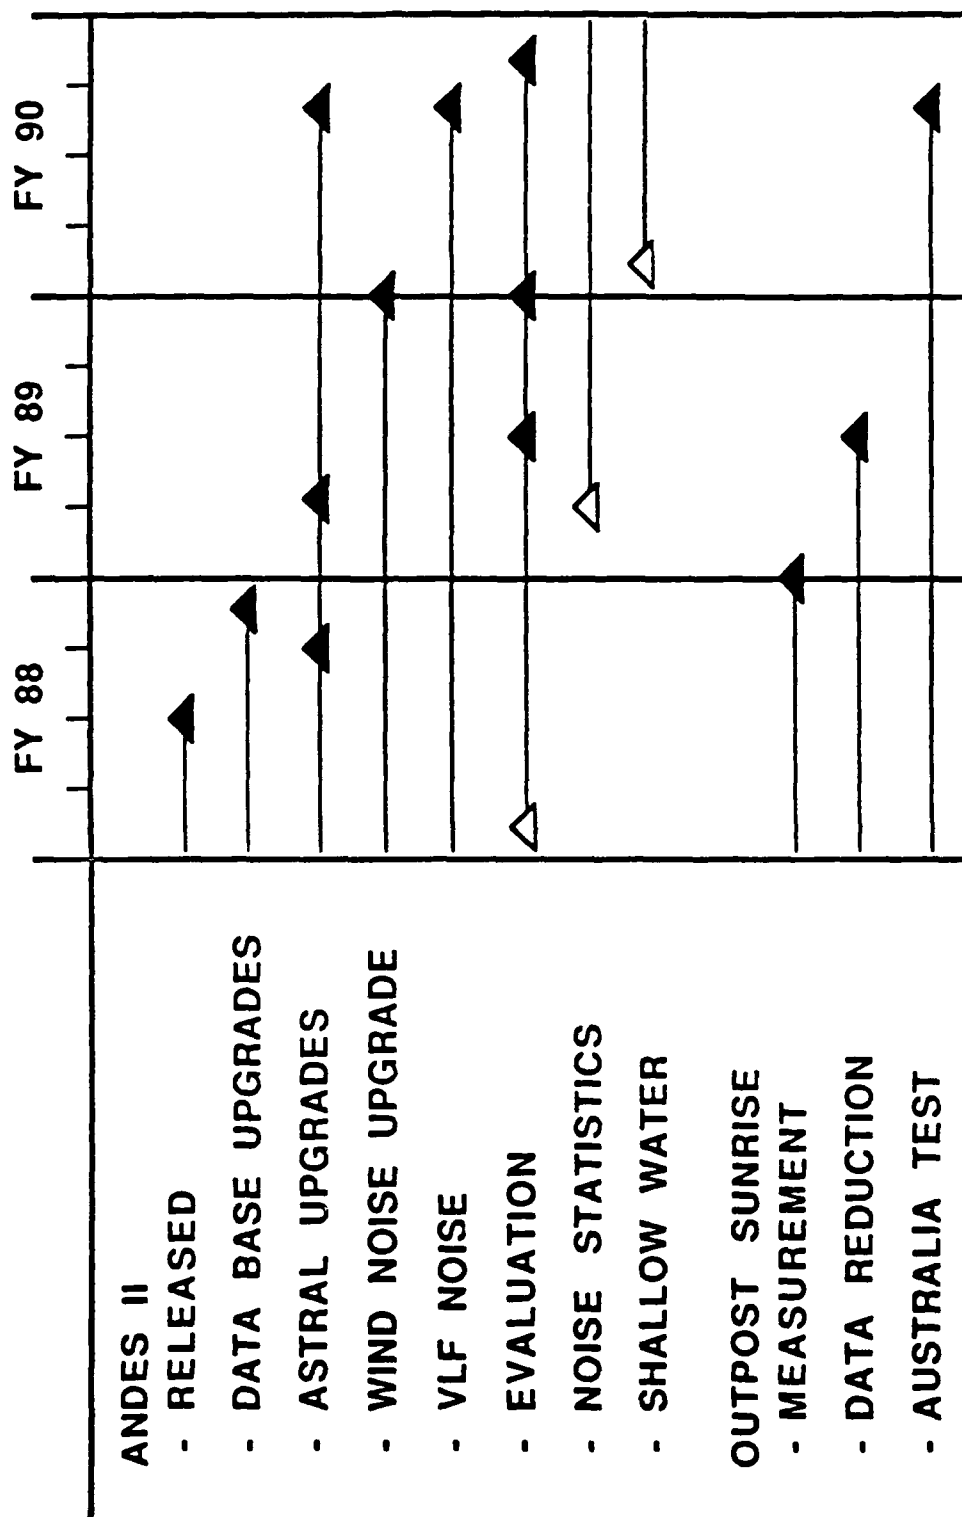 FY 88
FY 89
FY 90
ANDES II
- RELEASED
- DATA BASE UPGRADES
- ASTRAL UPGRADES
- WIND NOISE UPGRADE
- VLF NOISE
- EVALUATION
- NOISE STATISTICS
- SHALLOW WATER
OUTPOST SUNRISE
- MEASUREMENT
- DATA REDUCTION
- AUSTRALIA TEST